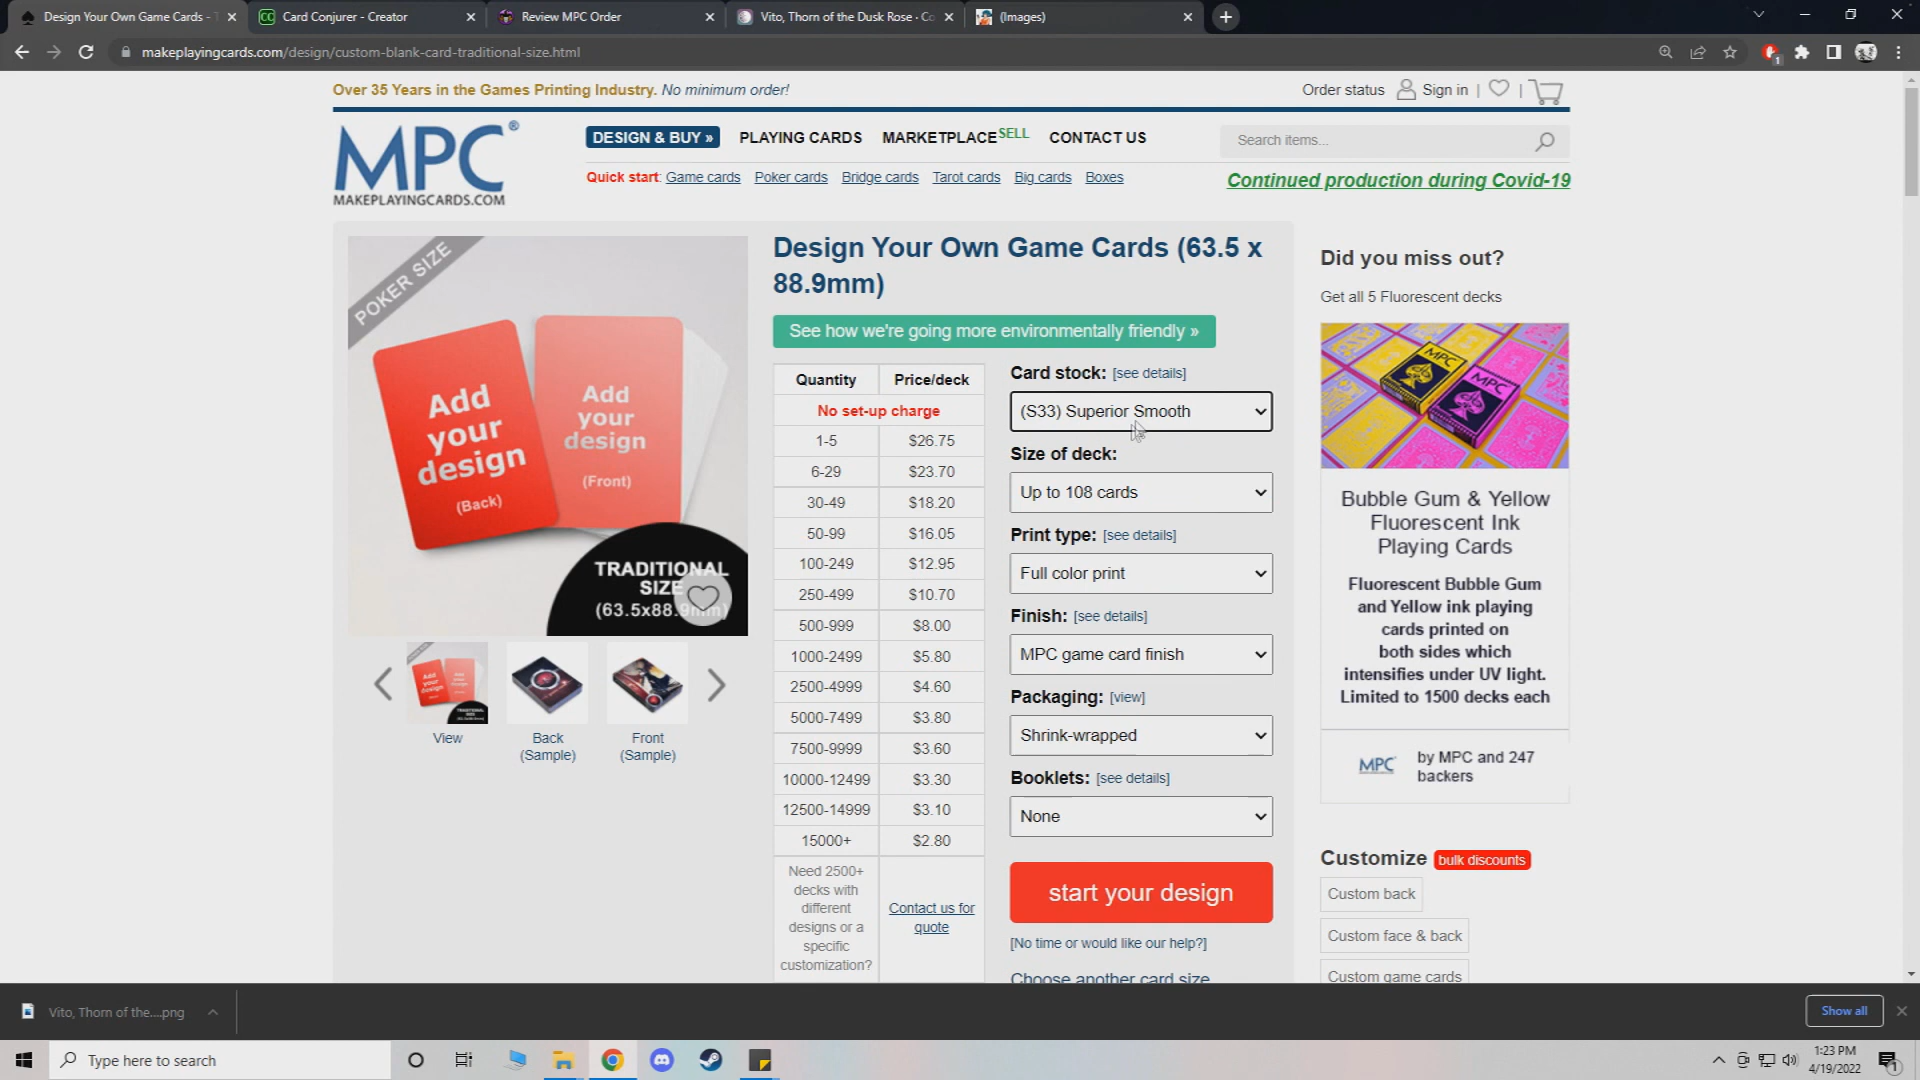 Design Your Own Game Cards - T
Card Conjurer - Creator
Review MPC Order
Vito, Thorn of the Dusk Rose · Co
(Images)
makeplayingcards.com/design/custom-blank-card-traditional-size.html
1
Over 35 Years in the Games Printing Industry. No minimum order!
Order status
Sign in
MPC®
MAKEPLAYINGCARDS.COM
DESIGN & BUY »
PLAYING CARDS
MARKETPLACE SELL
CONTACT US
Search items...
Quick start: Game cards Poker cards Bridge cards Tarot cards Big cards Boxes
Continued production during Covid-19
POKER SIZE
Add
your
design
(Back)
Add
your
design
(Front)
TRADITIONAL
SIZE
(63.5x88.9mm)
View
Back
(Sample)
Front
(Sample)
Design Your Own Game Cards (63.5 x
88.9mm)
See how we're going more environmentally friendly »
Quantity Price/deck
No set-up charge
1-5 $26.75
6-29 $23.70
30-49 $18.20
50-99 $16.05
100-249 $12.95
250-499 $10.70
500-999 $8.00
1000-2499 $5.80
2500-4999 $4.60
5000-7499 $3.80
7500-9999 $3.60
10000-12499 $3.30
12500-14999 $3.10
15000+ $2.80
Need 2500+
decks with
different
designs or a
specific
customization?
Contact us for
quote
Card stock: [see details]
(S33) Superior Smooth
Size of deck:
Up to 108 cards
Print type: [see details]
Full color print
Finish: [see details]
MPC game card finish
Packaging: [view]
Shrink-wrapped
Booklets: [see details]
None
start your design
[No time or would like our help?]
Choose another card size
Did you miss out?
Get all 5 Fluorescent decks
MPC
MPC
Bubble Gum & Yellow
Fluorescent Ink
Playing Cards
Fluorescent Bubble Gum
and Yellow ink playing
cards printed on
both sides which
intensifies under UV light.
Limited to 1500 decks each
MPC
by MPC and 247
backers
Customize bulk discounts
Custom back
Custom face & back
Custom game cards
Vito, Thorn of the....png
Show all
Type here to search
1:23 PM
4/19/2022
1